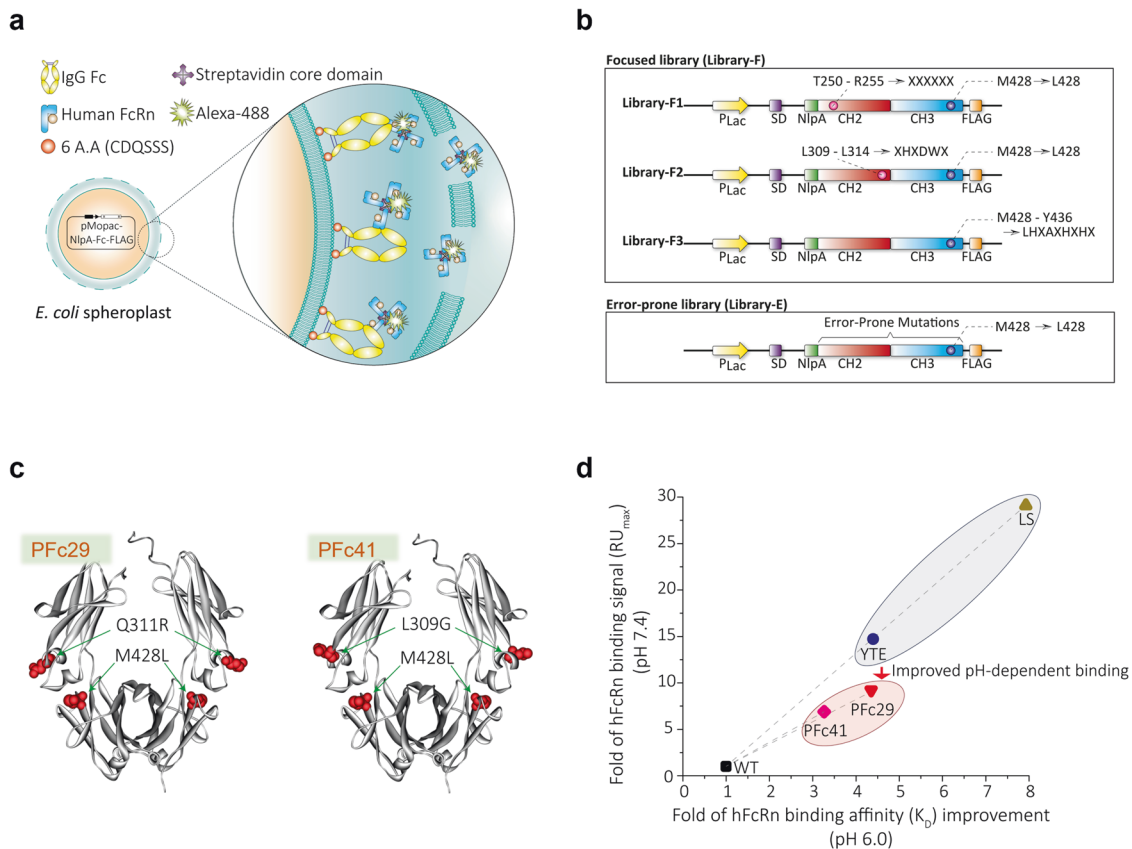 a
IgG Fc
Streptavidin core domain
Human FcRn
Alexa-488
6 A.A (CDQSSS)
pMopac-
NlpA-Fc-FLAG
E. coli spheroplast
b
Focused library (Library-F)
T250 - R255 → XXXXXX
M428 → L428
Library-F1
PLac
SD
NlpA
CH2
CH3
FLAG
L309 - L314 → XHXDWX
M428 → L428
Library-F2
PLac
SD
NlpA
CH2
CH3
FLAG
M428 - Y436
→ LHXAXHXHX
Library-F3
PLac
SD
NlpA
CH2
CH3
FLAG
Error-prone library (Library-E)
Error-Prone Mutations
M428 → L428
PLac
SD
NlpA
CH2
CH3
FLAG
c
PFc29
Q311R
M428L
PFc41
L309G
M428L
d
Fold of hFcRn binding signal (RUmax)
(pH 7.4)
30
25
20
15
10
5
0
LS
YTE
Improved pH-dependent binding
PFc29
PFc41
WT
0 1 2 3 4 5 6 7 8
Fold of hFcRn binding affinity (KD) improvement
(pH 6.0)